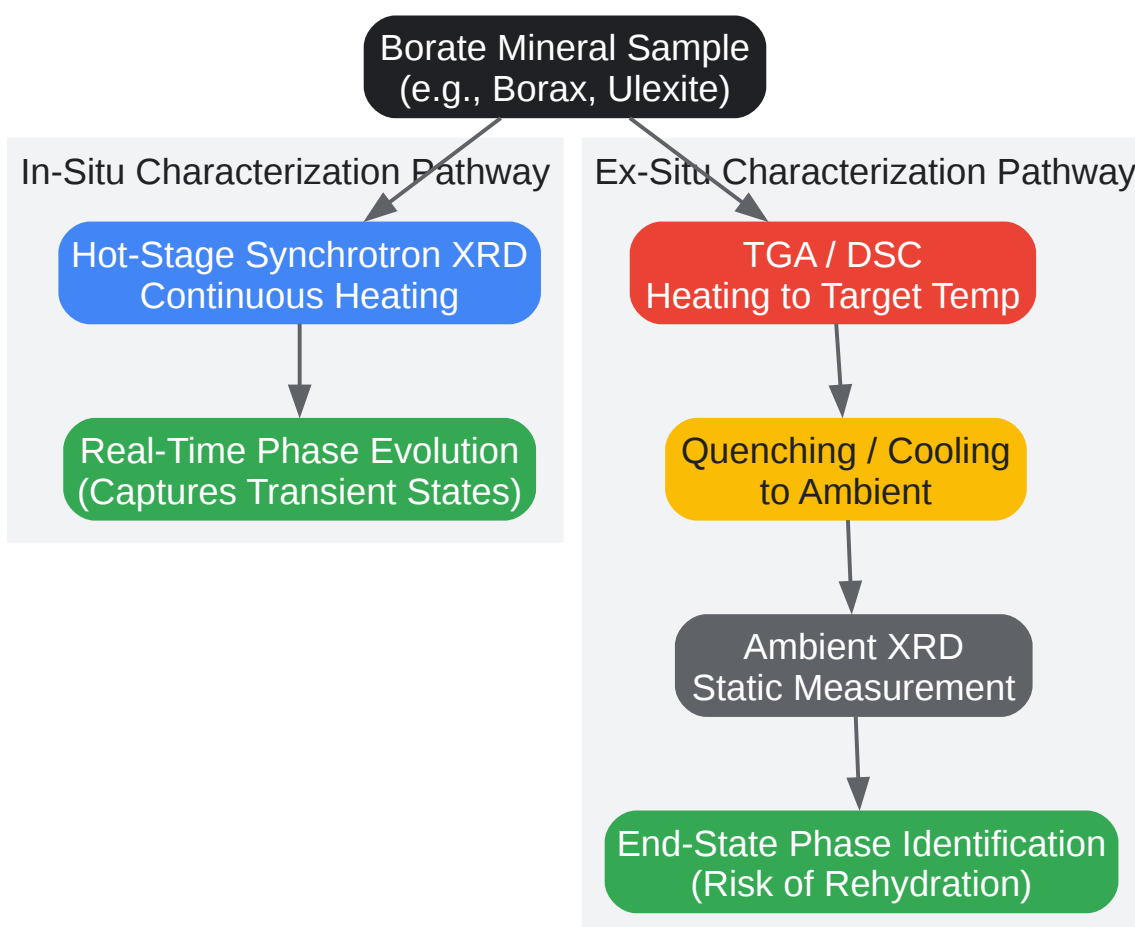 Borate Mineral Sample
(e.g., Borax, Ulexite)
In-Situ Characterization Pathway
Hot-Stage Synchrotron XRD
Continuous Heating
Real-Time Phase Evolution
(Captures Transient States)
Ex-Situ Characterization Pathway
TGA / DSC
Heating to Target Temp
Quenching / Cooling
to Ambient
Ambient XRD
Static Measurement
End-State Phase Identification
(Risk of Rehydration)